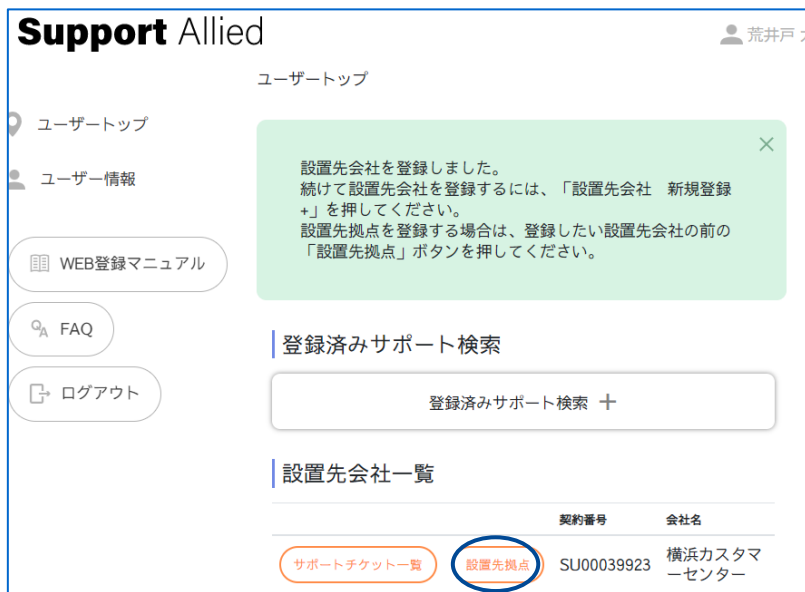 Support Allied
荒井戸
ユーザートップ
ユーザートップ
ユーザー情報
WEB登録マニュアル
FAQ
ログアウト
設置先会社を登録しました。
続けて設置先会社を登録するには、「設置先会社　新規登録
+」を押してください。
設置先拠点を登録する場合は、登録したい設置先会社の前の
「設置先拠点」ボタンを押してください。
登録済みサポート検索
登録済みサポート検索 +
設置先会社一覧
契約番号 会社名
サポートチケット一覧 設置先拠点 SU00039923 横浜カスタマ
ーセンター